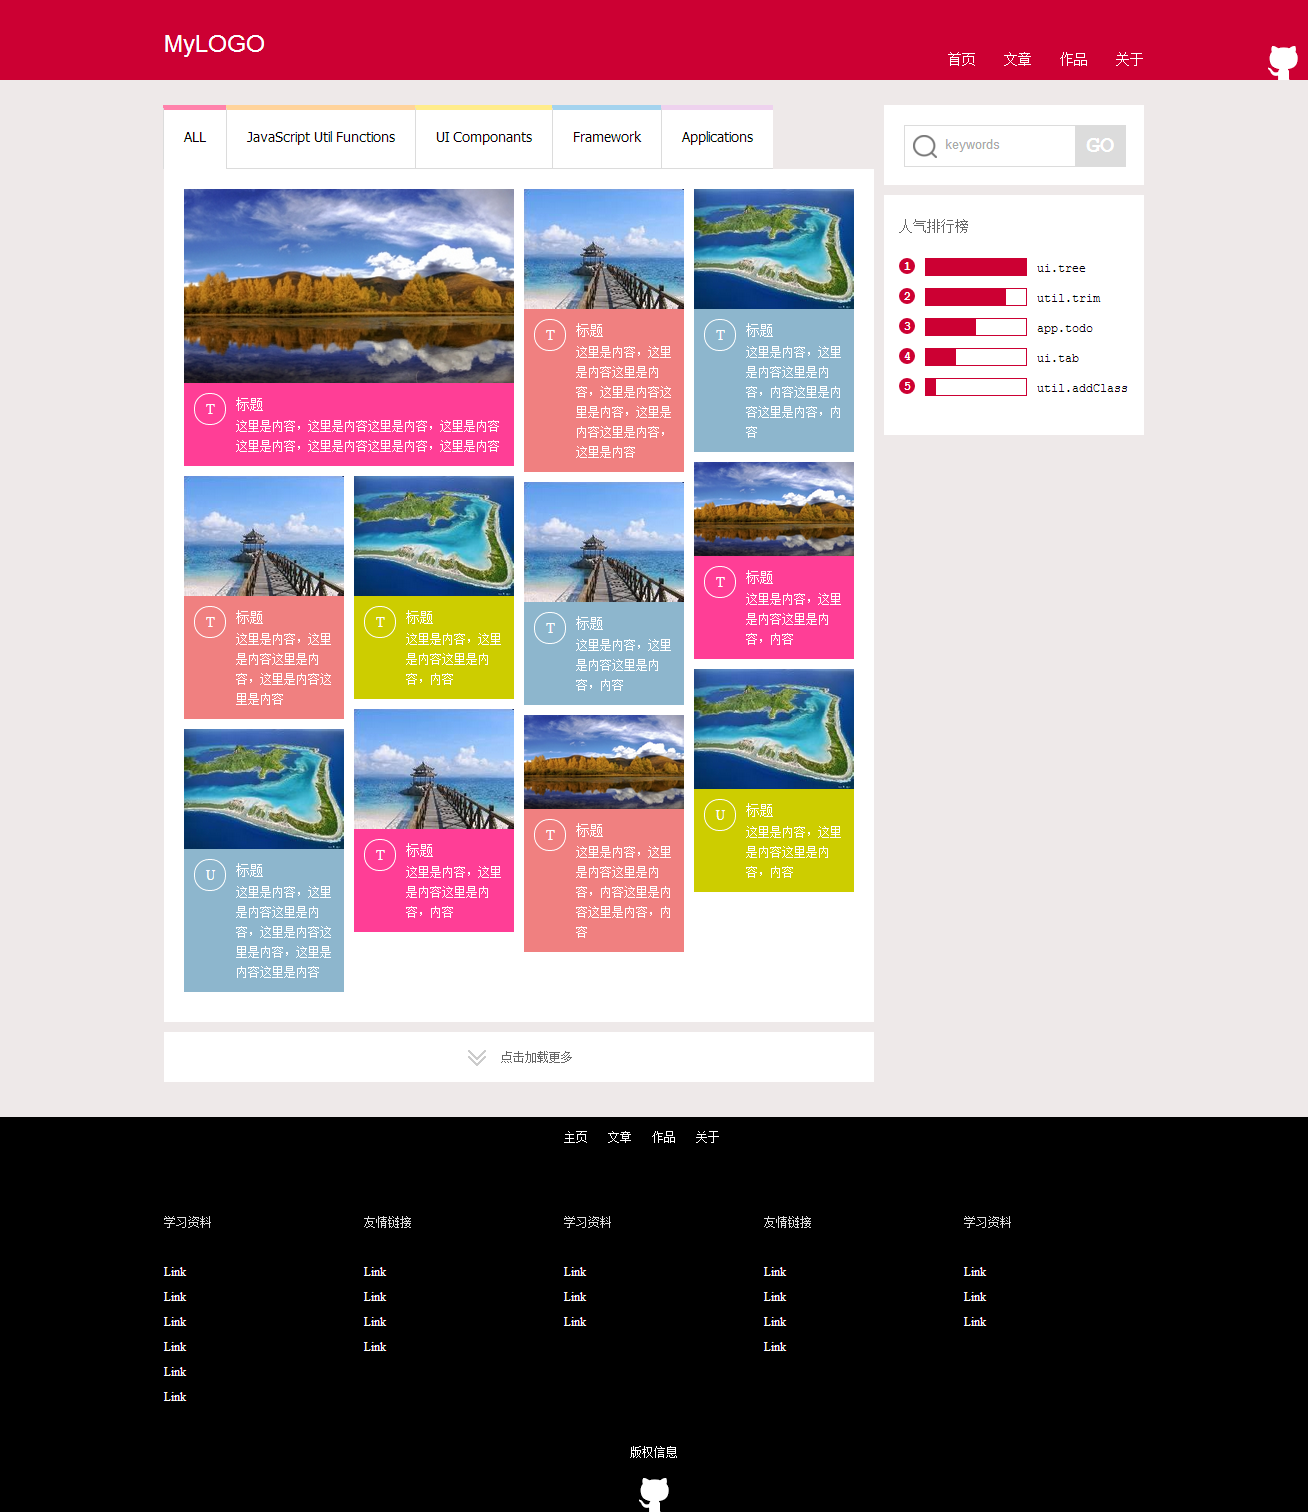 MyLOGO
首页 文章 作品 关于
ALL JavaScript Util Functions UI Componants Framework Applications
keywords GO
人气排行榜
1 ui.tree
2 util.trim
3 app.todo
4 ui.tab
5 util.addClass
T 标题
这里是内容，这里是内容这里是内容，这里是内容
这里是内容，这里是内容这里是内容，这里是内容
T 标题
这里是内容，这里
是内容这里是内
容，这里是内容这
里是内容，这里是
内容这里是内容，
这里是内容
T 标题
这里是内容，这里
是内容这里是内
容，内容这里是内
容这里是内容，内
容
T 标题
这里是内容，这里
是内容这里是内
容，这里是内容这
里是内容
T 标题
这里是内容，这里
是内容这里是内
容，内容
T 标题
这里是内容，这里
是内容这里是内
容，内容
T 标题
这里是内容，这里
是内容这里是内
容，内容
U 标题
这里是内容，这里
是内容这里是内
容，这里是内容这
里是内容，这里是
内容这里是内容
T 标题
这里是内容，这里
是内容这里是内
容，内容
T 标题
这里是内容，这里
是内容这里是内
容，内容这里是内
容这里是内容，内
容
U 标题
这里是内容，这里
是内容这里是内
容，内容
点击加载更多
主页 文章 作品 关于
学习资料
Link
Link
Link
Link
Link
Link
友情链接
Link
Link
Link
Link
学习资料
Link
Link
Link
友情链接
Link
Link
Link
Link
学习资料
Link
Link
Link
版权信息